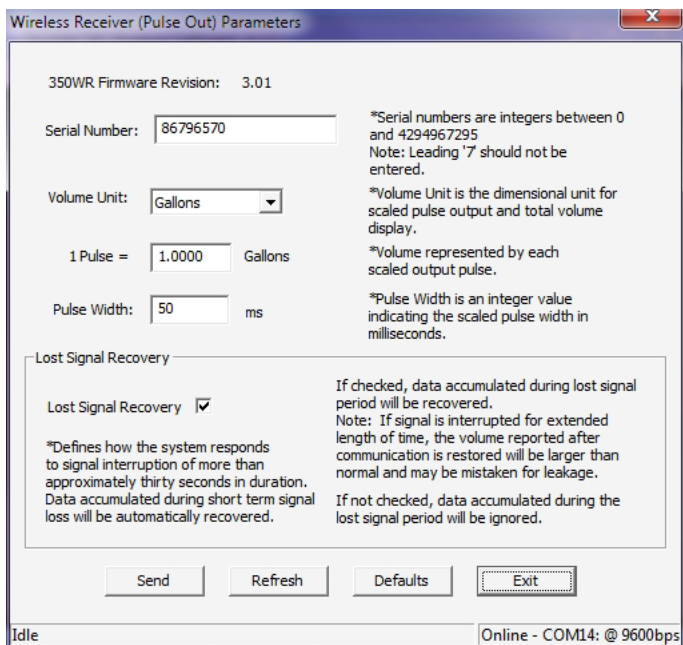 Wireless Receiver (Pulse Out) Parameters
x
350WR Firmware Revision: 3.01
Serial Number: 86796570
*Serial numbers are integers between 0
and 4294967295
Note: Leading '7' should not be
entered.
Volume Unit: Gallons
*Volume Unit is the dimensional unit for
scaled pulse output and total volume
display.
1 Pulse = 1.0000 Gallons
*Volume represented by each
scaled output pulse.
Pulse Width: 50 ms
*Pulse Width is an integer value
indicating the scaled pulse width in
milliseconds.
Lost Signal Recovery
Lost Signal Recovery
*Defines how the system responds
to signal interruption of more than
approximately thirty seconds in duration.
Data accumulated during short term signal
loss will be automatically recovered.
If checked, data accumulated during lost signal
period will be recovered.
Note: If signal is interrupted for extended
length of time, the volume reported after
communication is restored will be larger than
normal and may be mistaken for leakage.
If not checked, data accumulated during the
lost signal period will be ignored.
Send Refresh Defaults Exit
Idle Online - COM14: @ 9600bps